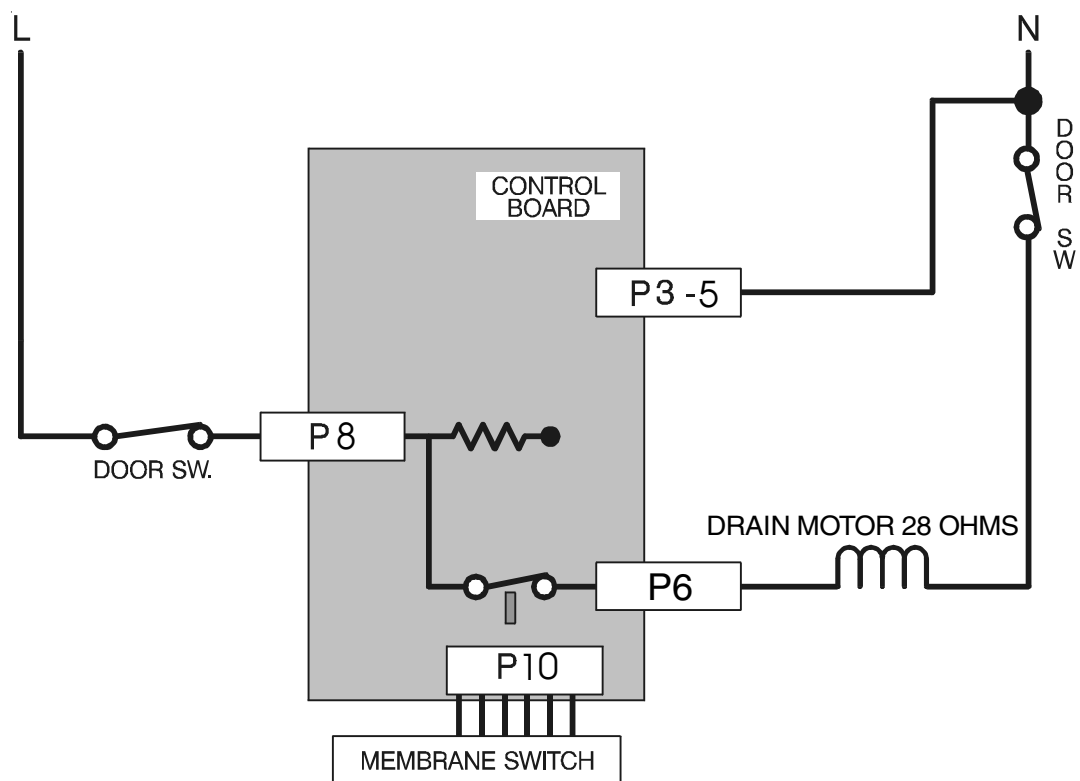 L
N
DOOR SW
CONTROL
BOARD
P3 -5
P8
DOOR SW.
DRAIN MOTOR 28 OHMS
P6
P10
MEMBRANE SWITCH